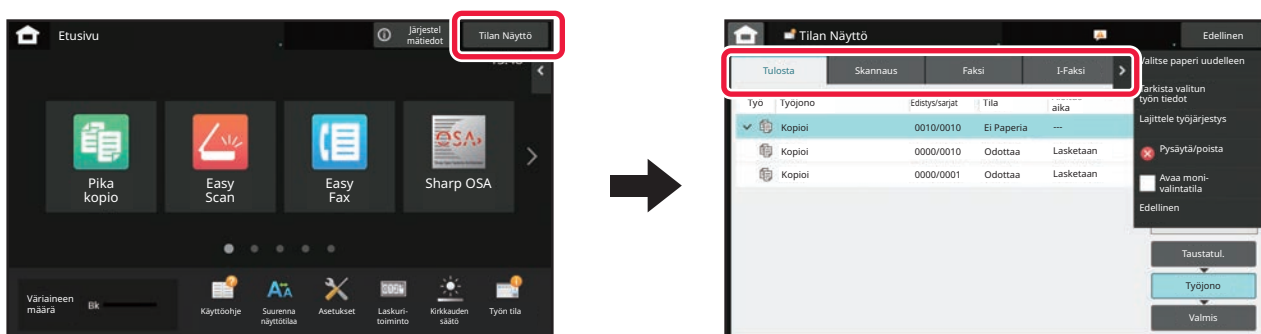 Etusivu
Järjestel
mätiedot
Tilan Näyttö
Pika
kopio
Easy
Scan
Easy
Fax
OSA
Sharp OSA
Väriaineen
määrä
Bk
Käyttöohje
Suurenna
näyttötilaa
Asetukset
Laskuri-
toiminto
Kirkkauden
säätö
Työn tila
Tilan Näyttö
Edellinen
Tulosta
Skannaus
Faksi
I-Faksi
Valitse paperi uudelleen
Tarkista valitun
työn tiedot
Lajittele työjärjestys
Pysäytä/poista
Avaa moni-
valintatila
Edellinen
Työ Työjono Edistys/sarjat Tila
aika
Kopioi 0010/0010 Ei Paperia ---
Kopioi 0000/0010 Odottaa Lasketaan
Kopioi 0000/0001 Odottaa Lasketaan
Taustatul.
Työjono
Valmis